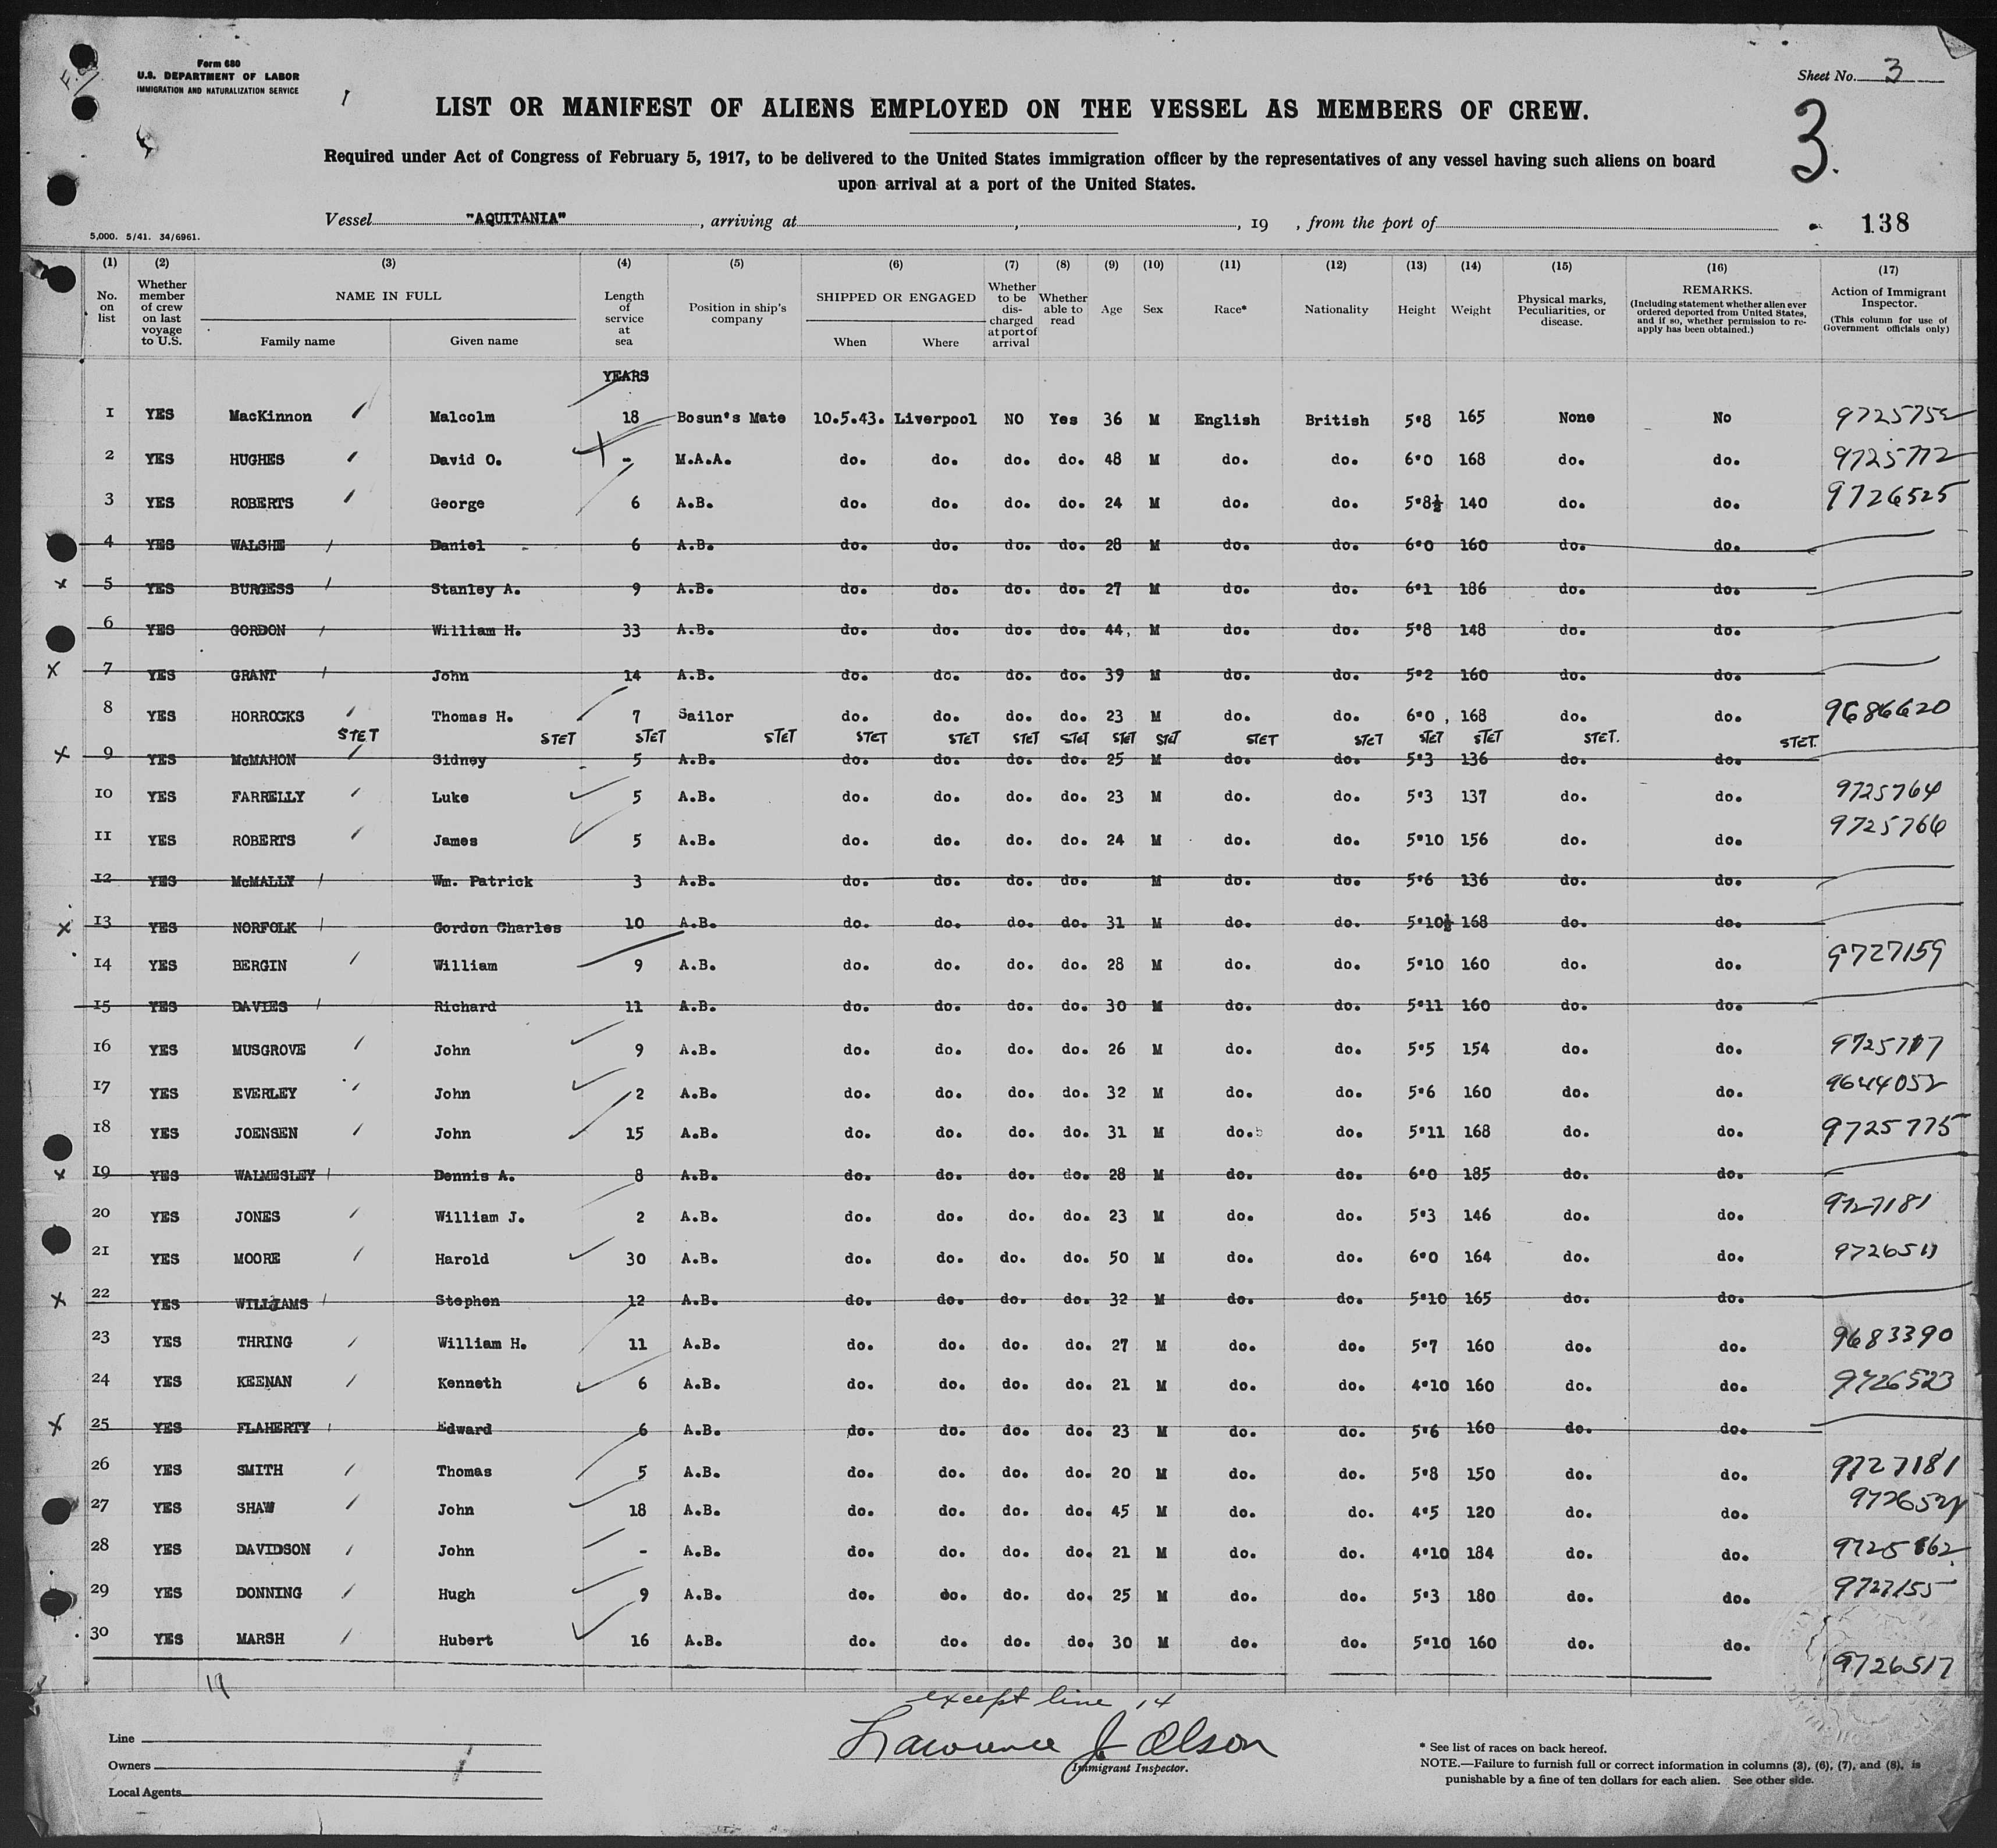 Form 680
U.S. DEPARTMENT OF LABOR
IMMIGRATION AND NATURALIZATION SERVICE
Sheet No. 3
LIST OR MANIFEST OF ALIENS EMPLOYED ON THE VESSEL AS MEMBERS OF CREW.
3.
Required under Act of Congress of February 5, 1917, to be delivered to the United States immigration officer by the representatives of any vessel having such aliens on board
upon arrival at a port of the United States.
Vessel "AQUITANIA", arriving at , , 19 , from the port of
138
5,000. 5/41. 34/6961.
(1) (2) (3) (4) (5) (6) (7) (8) (9) (10) (11) (12) (13) (14) (15) (16) (17)
No. on list Whether member of crew on last voyage to U.S. NAME IN FULL Family name Given name Length of service at sea Position in ship's company SHIPPED OR ENGAGED When Where Whether to be discharged at port of arrival Whether able to read Age Sex Race* Nationality Height Weight Physical marks, Peculiarities, or disease. REMARKS. (Including statement whether alien ever ordered deported from United States, and if so, whether permission to re-apply has been obtained.) Action of Immigrant Inspector. (This column for use of Government officials only)
YEARS
1 YES MacKinnon Malcolm 18 Bosun's Mate 10.5.43. Liverpool NO Yes 36 M English British 5'8 165 None No 9725752
2 YES HUGHES David O. - M.A.A. do. do. do. do. 48 M do. do. 6'0 168 do. do. 9725772
3 YES ROBERTS George 6 A.B. do. do. do. do. 24 M do. do. 5'8½ 140 do. do. 9726525
4 YES WALSHE Daniel 6 A.B. do. do. do. do. 28 M do. do. 6'0 160 do. do.
X 5 YES BURGESS Stanley A. 9 A.B. do. do. do. do. 27 M do. do. 6'1 186 do. do.
6 YES GORDON William H. 33 A.B. do. do. do. do. 44, M do. do. 5'8 148 do. do.
X 7 YES GRANT John 14 A.B. do. do. do. do. 39 M do. do. 5'2 160 do. do.
8 YES HORROCKS Thomas H. 7 Sailor do. do. do. do. 23 M do. do. 6'0 168 do. do. 9686620
STET STET STET STET STET STET STET STET STET STET STET STET STET STET STET. STET.
X 9 YES McMAHON Sidney 5 A.B. do. do. do. do. 25 M do. do. 5'3 136 do. do.
10 YES FARRELLY Luke 5 A.B. do. do. do. do. 23 M do. do. 5'3 137 do. do. 9725764
11 YES ROBERTS James 5 A.B. do. do. do. do. 24 M do. do. 5'10 156 do. do. 9725766
12 YES McMALLY Wm. Patrick 3 A.B. do. do. do. do. M do. do. 5'6 136 do. do.
X 13 YES NORFOLK Gordon Charles 10 A.B. do. do. do. do. 31 M do. do. 5'10½ 168 do. do.
14 YES BERGIN William 9 A.B. do. do. do. do. 28 M do. do. 5'10 160 do. do. 9727159
15 YES DAVIES Richard 11 A.B. do. do. do. do. 30 M do. do. 5'11 160 do. do.
16 YES MUSGROVE John 9 A.B. do. do. do. do. 26 M do. do. 5'5 154 do. do.
17 YES EVERLEY John 2 A.B. do. do. do. do. 32 M do. do. 5'6 160 do. do. 9644052
18 YES JOENSEN John 15 A.B. do. do. do. do. 31 M do. do. 5'11 168 do. do. 9725775
X 19 YES WALMESLEY Dennis A. 8 A.B. do. do. do. do. 28 M do. do. 6'0 185 do. do.
20 YES JONES William J. 2 A.B. do. do. do. do. 23 M do. do. 5'3 146 do. do. 9727181
21 YES MOORE Harold 30 A.B. do. do. do. do. 50 M do. do. 6'0 164 do. do.
X 22 YES WILLIAMS Stephen 12 A.B. do. do. do. do. 32 M do. do. 5'10 165 do. do.
23 YES THRING William H. 11 A.B. do. do. do. do. 27 M do. do. 5'7 160 do. do. 9683390
24 YES KEENAN Kenneth 6 A.B. do. do. do. do. 21 M do. do. 4'10 160 do. do. 9726523
X 25 YES FLAHERTY Edward 6 A.B. do. do. do. do. 23 M do. do. 5'6 160 do. do.
26 YES SMITH Thomas 5 A.B. do. do. do. do. 20 M do. do. 5'8 150 do. do. 9727181
27 YES SHAW John 18 A.B. do. do. do. do. 45 M do. do. 4'5 120 do. do.
28 YES DAVIDSON John - A.B. do. do. do. do. 21 M do. do. 4'10 184 do. do.
29 YES DONNING Hugh 9 A.B. do. do. do. do. 25 M do. do. 5'3 180 do. do. 9727155
30 YES MARSH Hubert 16 A.B. do. do. do. do. 30 M do. do. 5'10 160 do. do. 9726517
19
except line 14
Lawrence J Olson
Immigrant Inspector.
Line
Owners
Local Agents
* See list of races on back hereof.
NOTE.—Failure to furnish full or correct information in columns (3), (6), (7), and (8), is
punishable by a fine of ten dollars for each alien. See other side.